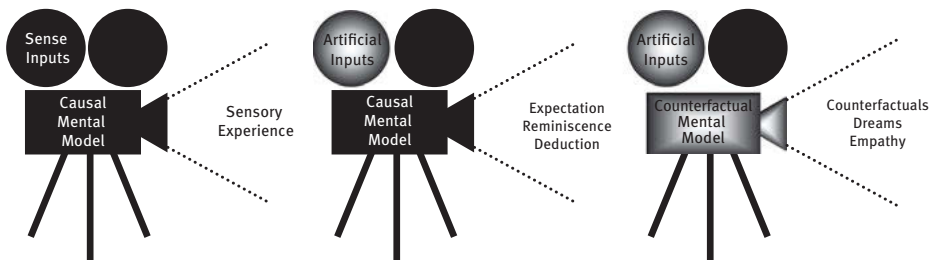 Sense
Inputs
Causal
Mental
Model
Sensory
Experience
Artificial
Inputs
Causal
Mental
Model
Expectation
Reminiscence
Deduction
Artificial
Inputs
Counterfactual
Mental
Model
Counterfactuals
Dreams
Empathy